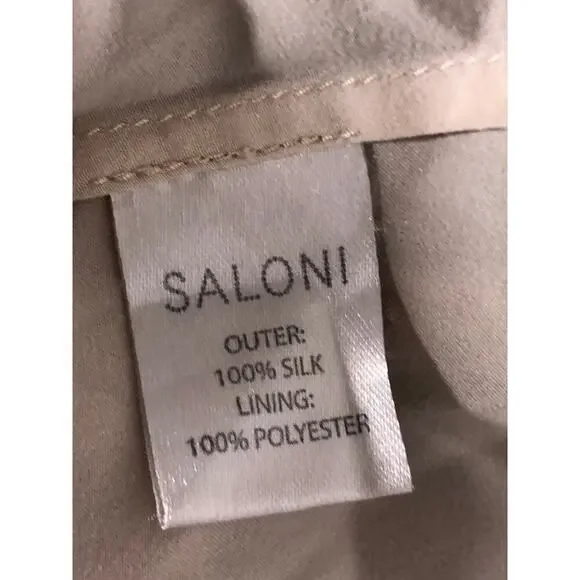 SALONI
OUTER:
100% SILK
LINING:
100% POLYESTER